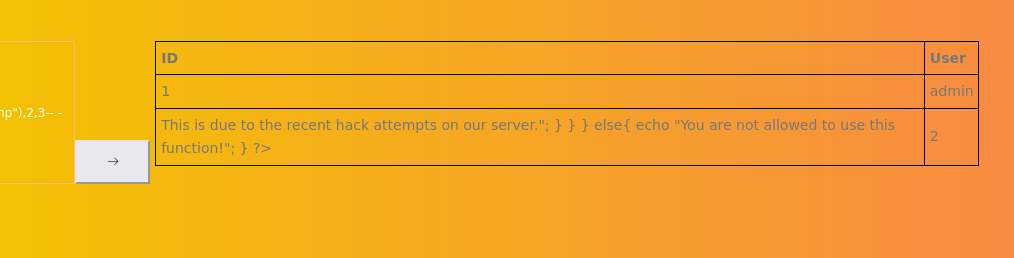 ID User
1 admin
np"),2,3-- -
This is due to the recent hack attempts on our server."; } } } else{ echo "You are not allowed to use this
function!"; } ?> 2
→